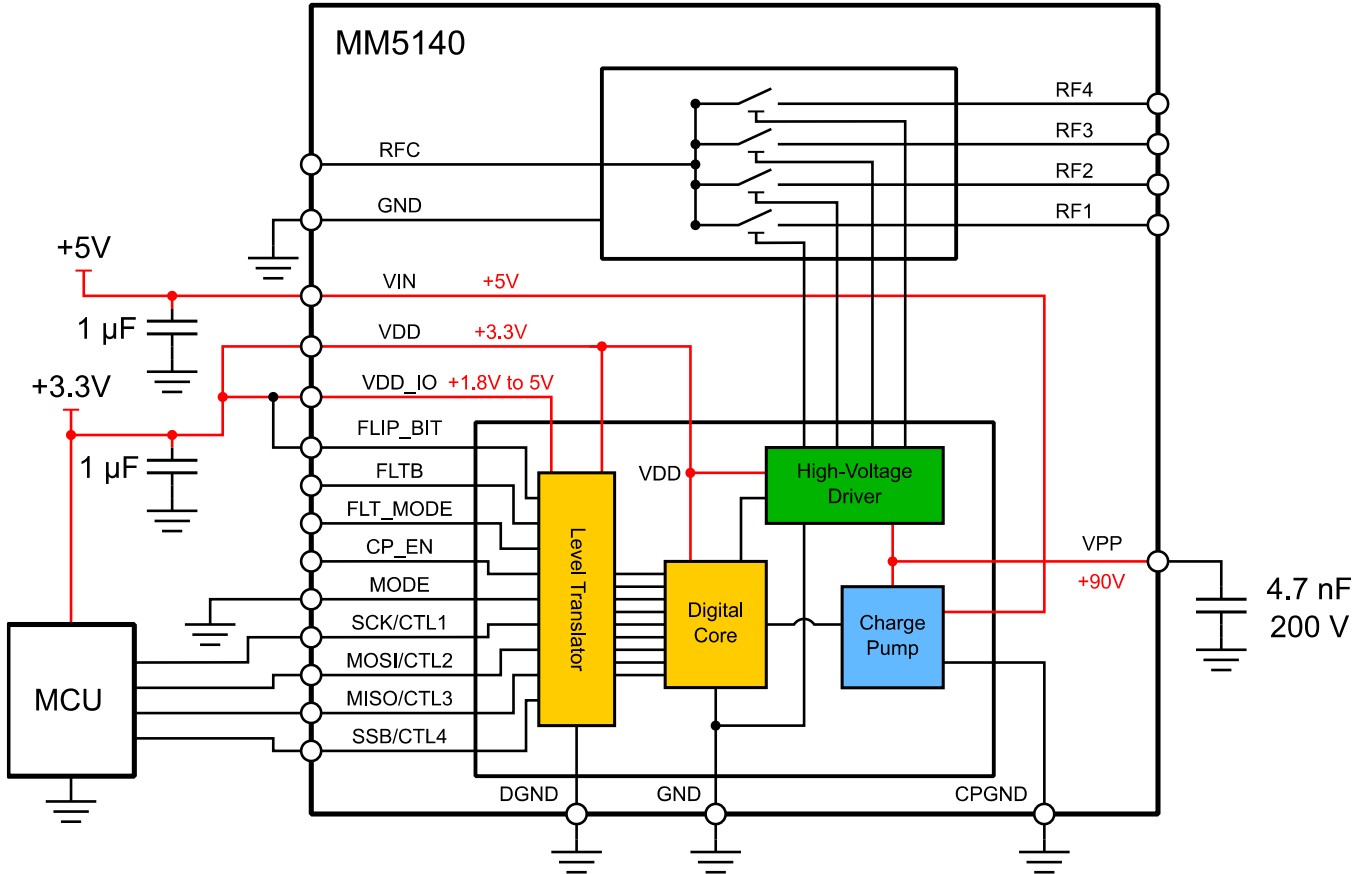 MM5140
RF4
RF3
RFC
RF2
GND
RF1
+5V
VIN +5V
1 µF
VDD +3.3V
+3.3V
VDD_IO +1.8V to 5V
FLIP_BIT
1 µF
FLTB
VDD
High-Voltage
Driver
FLT_MODE
CP_EN
VPP
+90V
MODE
Level Translator
Digital
Core
Charge
Pump
4.7 nF
200 V
SCK/CTL1
MOSI/CTL2
MCU
MISO/CTL3
SSB/CTL4
DGND
GND
CPGND